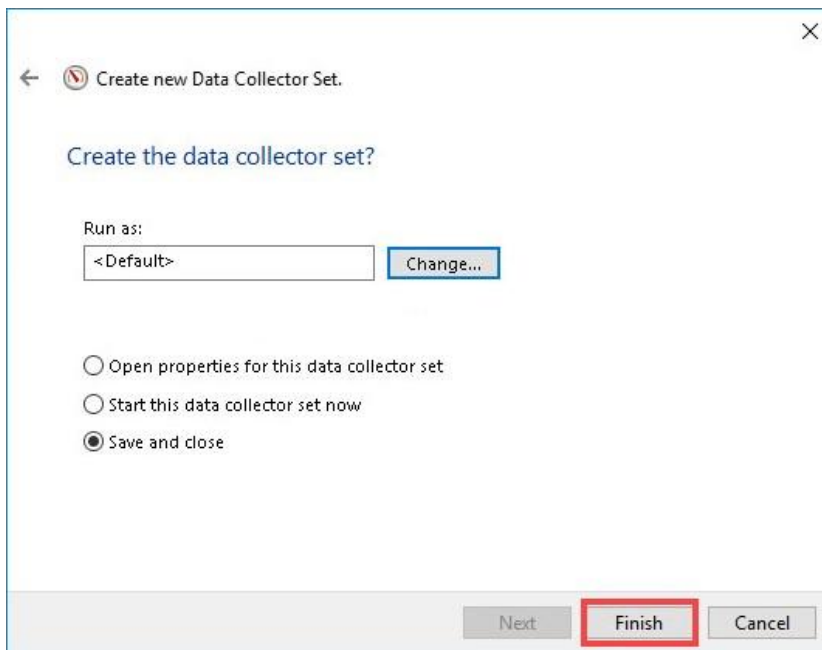 Create new Data Collector Set.
Create the data collector set?
Run as:
<Default>
Change...
Open properties for this data collector set
Start this data collector set now
Save and close
Next
Finish
Cancel